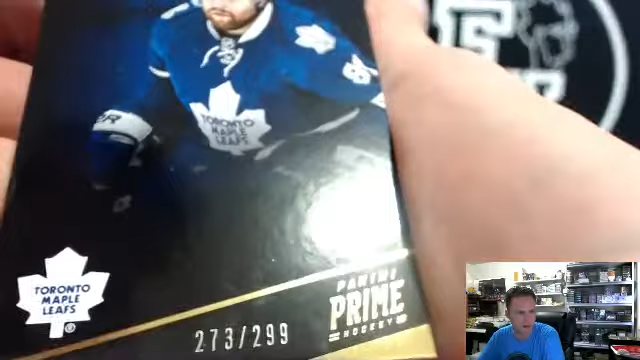 TORONTO
MAPLE
LEAFS
TORONTO
MAPLE
LEAFS
®
PANINI
PRIME
HOCKEY
273/299